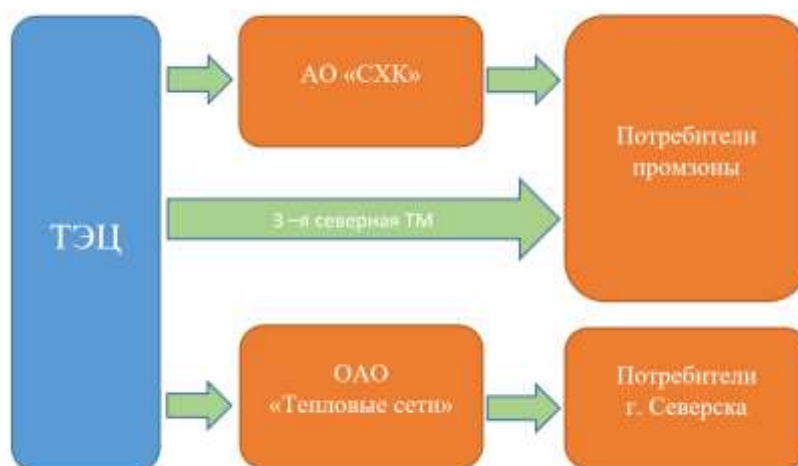 АО «СХК»
Потребители
промзоны
3 –я северная ТМ
ТЭЦ
ОАО
«Тепловые сети»
Потребители
г. Северска